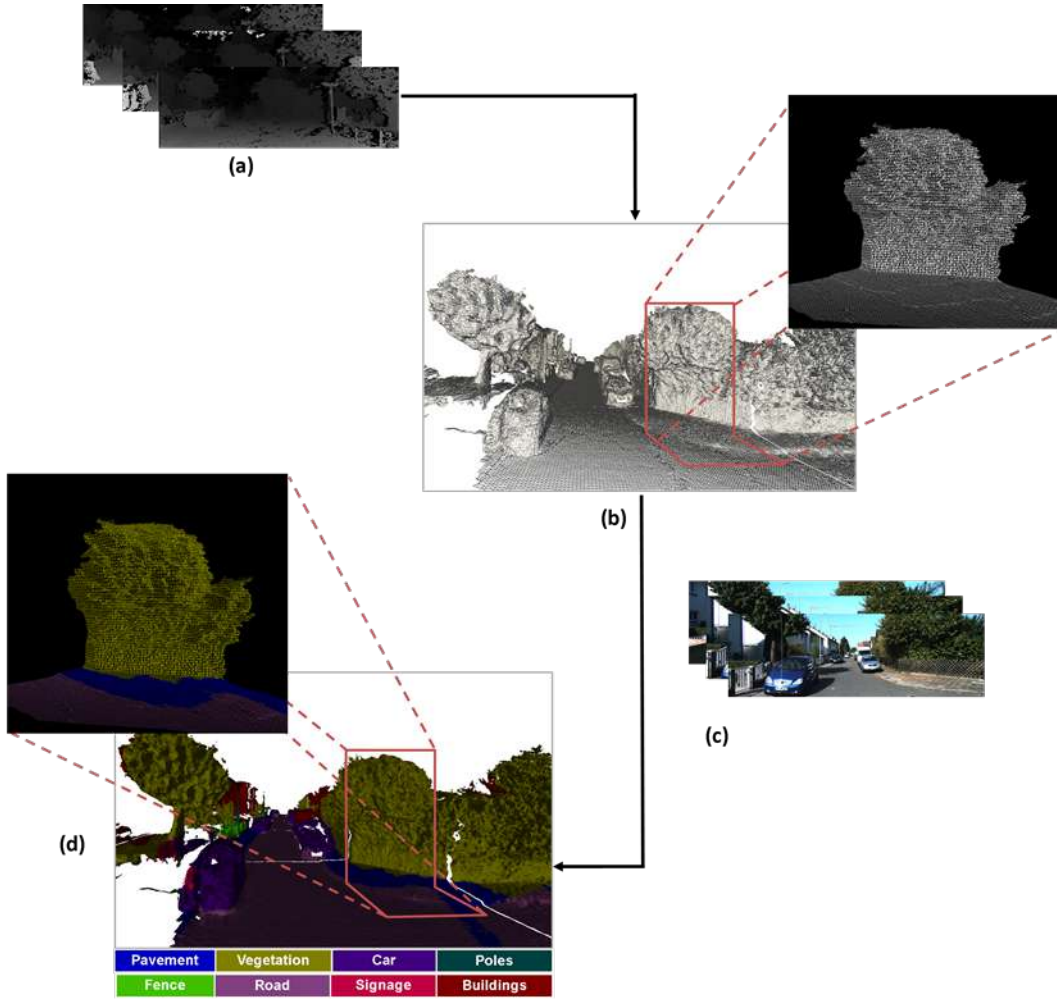 (a)
(b)
(c)
(d)
Pavement Vegetation Car Poles
Fence Road Signage Buildings